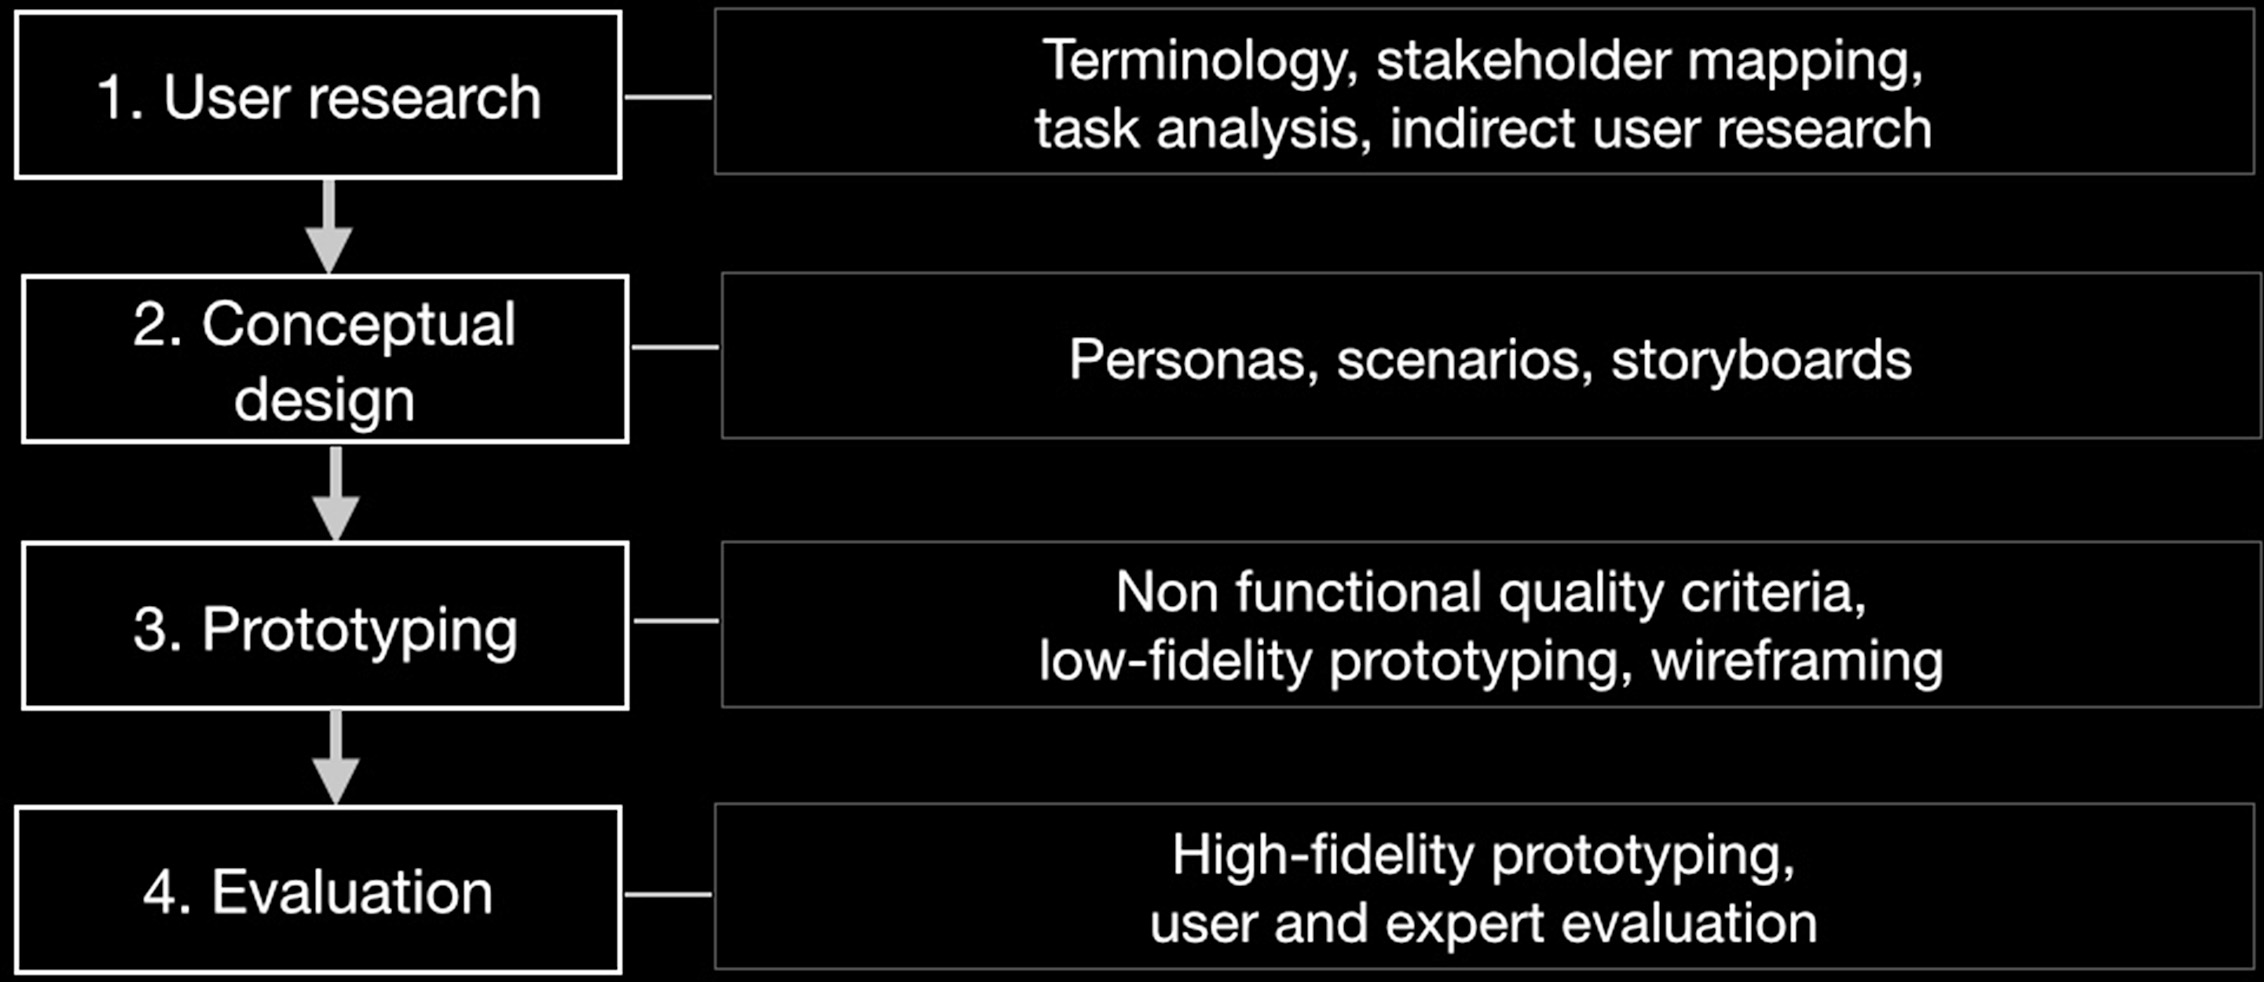 1. User research
Terminology, stakeholder mapping,
task analysis, indirect user research
2. Conceptual
design
Personas, scenarios, storyboards
3. Prototyping
Non functional quality criteria,
low-fidelity prototyping, wireframing
4. Evaluation
High-fidelity prototyping,
user and expert evaluation